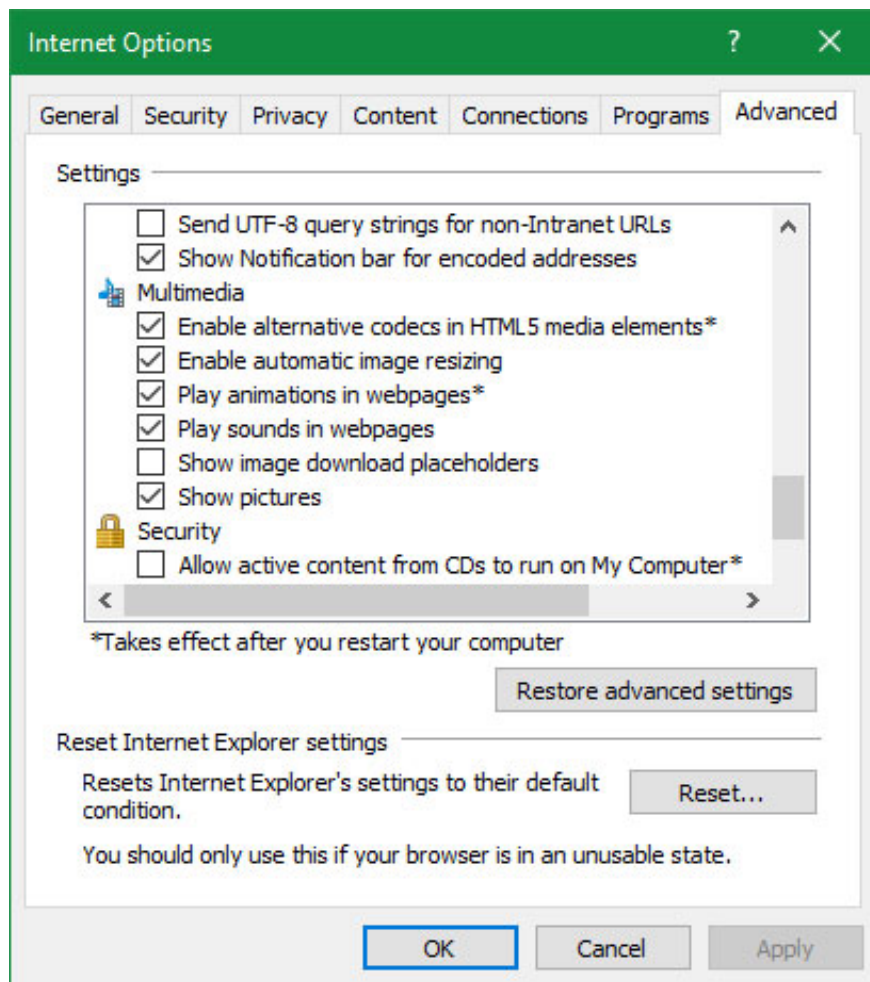 Internet Options
General Security Privacy Content Connections Programs Advanced
Settings
Send UTF-8 query strings for non-Intranet URLs
Show Notification bar for encoded addresses
Multimedia
Enable alternative codecs in HTML5 media elements*
Enable automatic image resizing
Play animations in webpages*
Play sounds in webpages
Show image download placeholders
Show pictures
Security
Allow active content from CDs to run on My Computer*
*Takes effect after you restart your computer
Restore advanced settings
Reset Internet Explorer settings
Resets Internet Explorer's settings to their default
condition.
Reset...
You should only use this if your browser is in an unusable state.
OK Cancel Apply